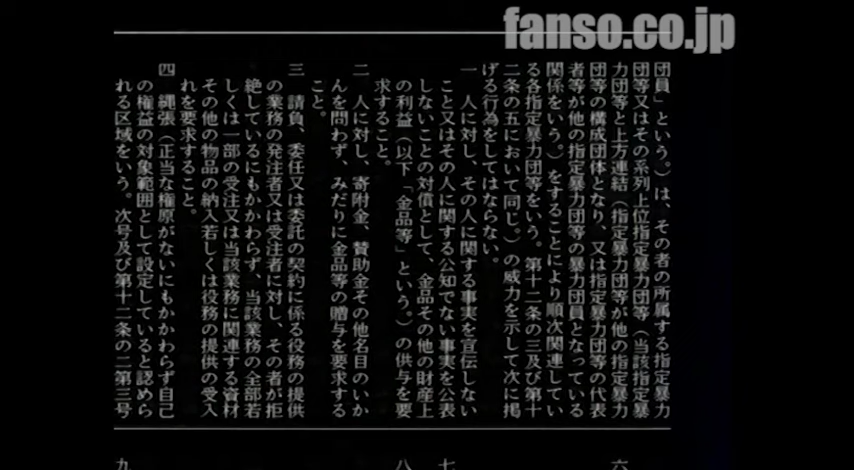 fanso.co.jp
団員」という。）は、その者の所属する指定暴力
団等又はその系列上位指定暴力団等（当該指定暴
力団等と上方連結（指定暴力団等が他の指定暴力
団等の構成団体となり、又は指定暴力団等の代表
者等が他の指定暴力団等の暴力団員となっている
関係をいう。）をすることにより順次関連してい
る各指定暴力団等をいう。第十二条の三及び第十
二条の五において同じ。）の威力を示して次に掲
げる行為をしてはならない。
一　人に対し、その人に関する事実を宣伝しない
こと又はその人に関する公知でない事実を公表
しないことの対償として、金品その他の財産上
の利益（以下「金品等」という。）の供与を要
求すること。
二　人に対し、寄附金、賛助金その他名目のいか
んを問わず、みだりに金品等の贈与を要求する
こと。
三　請負、委任又は委託の契約に係る役務の提供
の業務の発注者又は受注者に対し、その者が拒
絶しているにもかかわらず、当該業務の全部若
しくは一部の受注又は当該業務に関連する資材
その他の物品の納入若しくは役務の提供の受入
れを要求すること。
四　縄張（正当な権原がないにもかかわらず自己
の権益の対象範囲として設定していると認めら
れる区域をいう。次号及び第十二条の二第三号
六
七
八
九